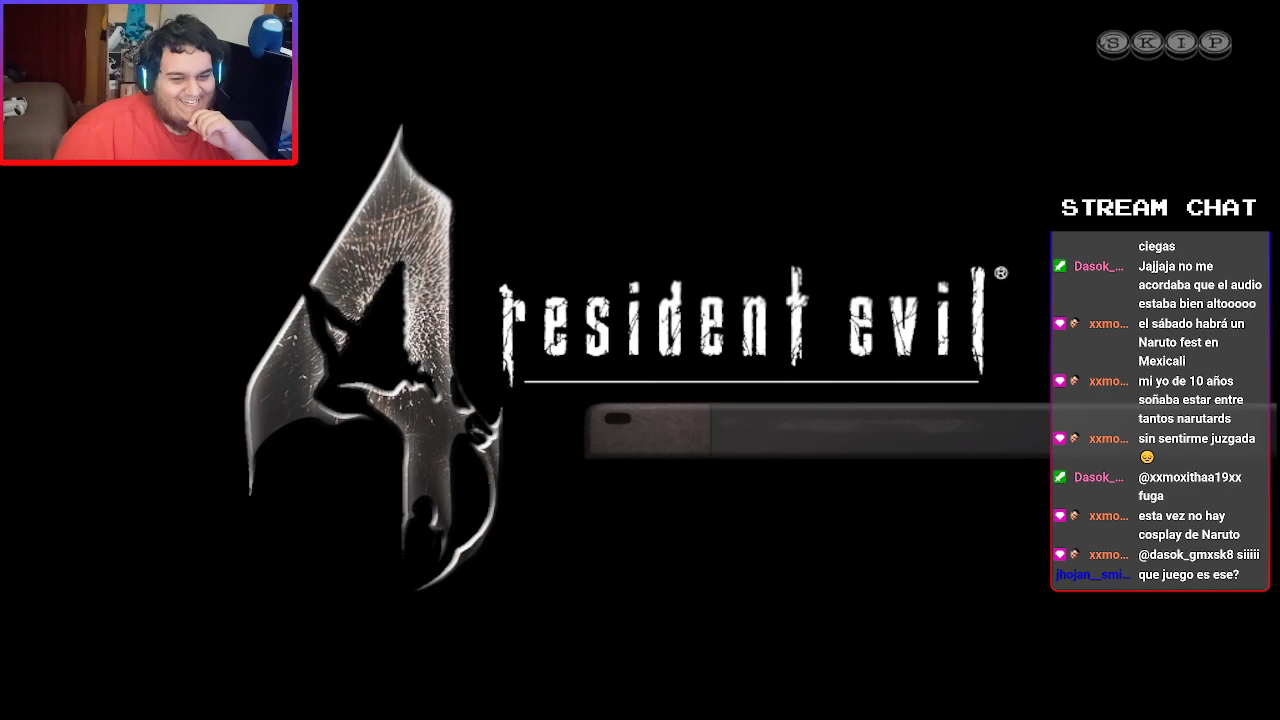 SKIP
4
resident evil®
STREAM CHAT
clegas
Dasok_... Jajjaja no me
acordaba que el audio
estaba bien altooooo
xxmo... el sábado habrá un
Naruto fest en
Mexicali
xxmo... mi yo de 10 años
soñaba estar entre
tantos narutards
xxmo... sin sentirme juzgada
😞
Dasok_... @xxmoxithaa19xx
fuga
xxmo... esta vez no hay
cosplay de Naruto
xxmo... @dasok_gmxsk8 siiiii
jhojan__smi... que juego es ese?